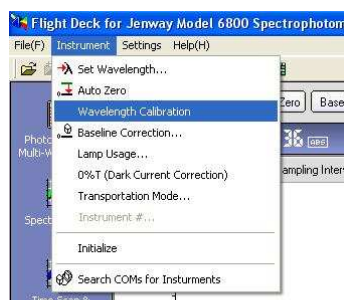 Flight Deck for Jenway Model 6800 Spectrophotom
File(F) Instrument Settings Help(H)
Set Wavelength...
Auto Zero
Wavelength Calibration
Baseline Correction...
Lamp Usage...
0%T (Dark Current Correction)
Transportation Mode...
Instrument #...
Initialize
Search COMs for Insturments
Zero Base
36 ABS
ampling Inter
Photo
Multi-W
Spect
Time Scan &